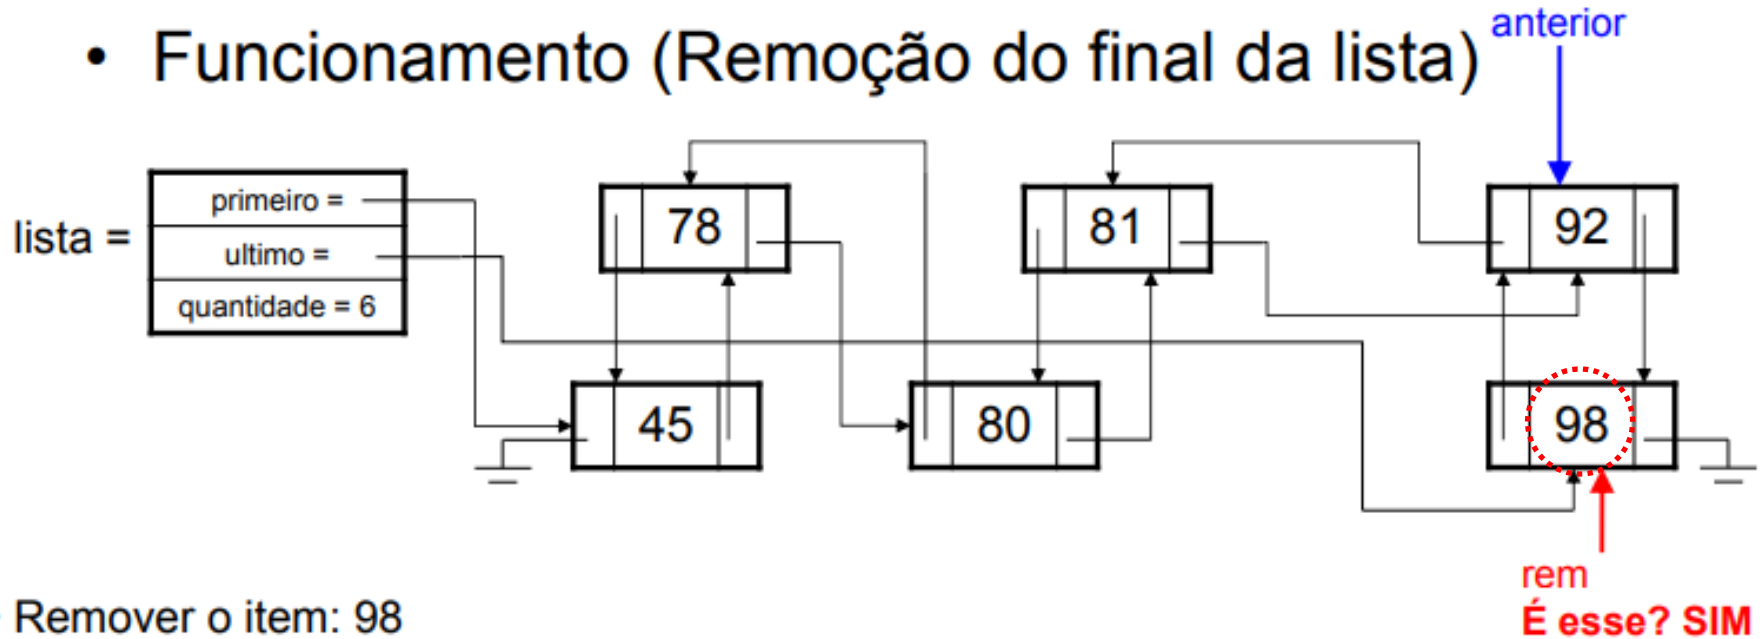 anterior
• Funcionamento (Remoção do final da lista)
lista =
primeiro =
ultimo =
quantidade = 6
78
81
92
45
80
98
rem
É esse? SIM
Remover o item: 98